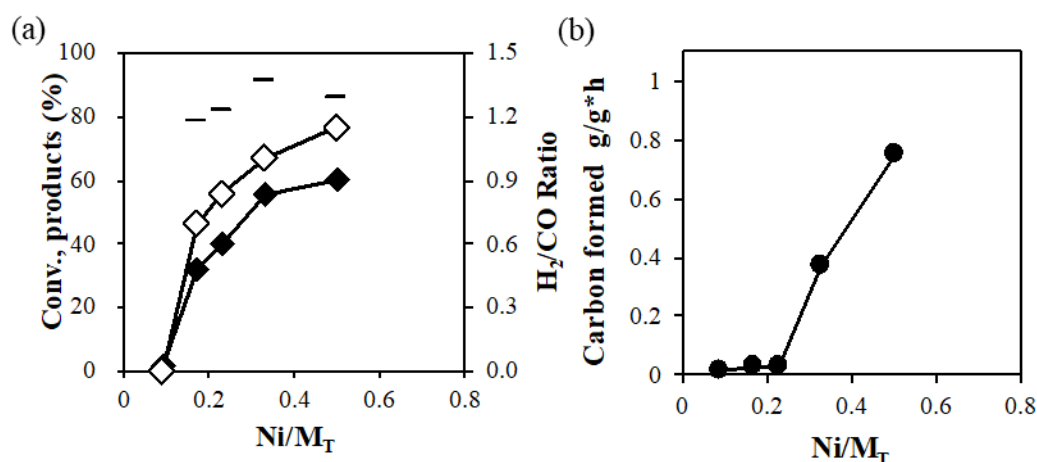 (a)
Conv., products (%)
100
80
60
40
20
0
1.5
1.2
0.9
0.6
0.3
0.0
H₂/CO Ratio
0 0.2 0.4 0.6 0.8
Ni/M_T
(b)
Carbon formed g/g*h
1
0.8
0.6
0.4
0.2
0
0 0.2 0.4 0.6 0.8
Ni/M_T